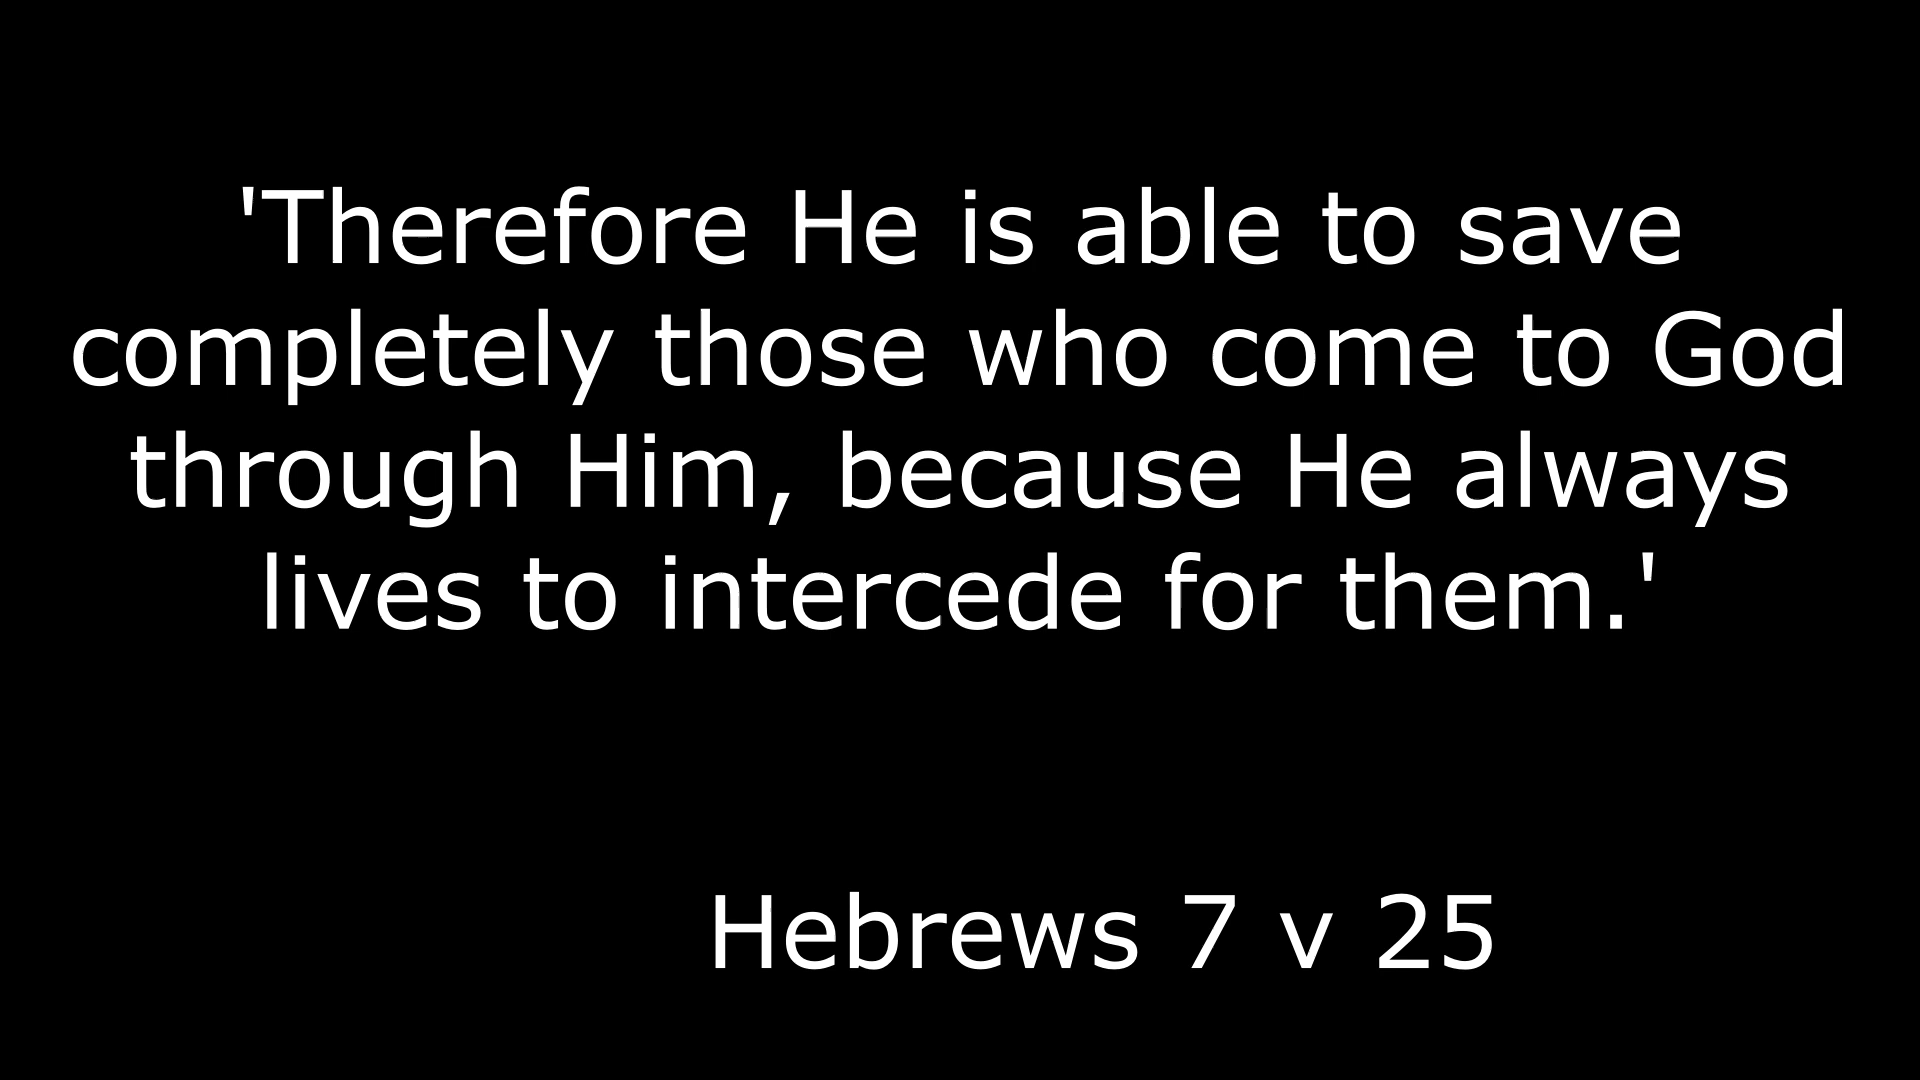 'Therefore He is able to save
completely those who come to God
through Him, because He always
lives to intercede for them.'
Hebrews 7 v 25